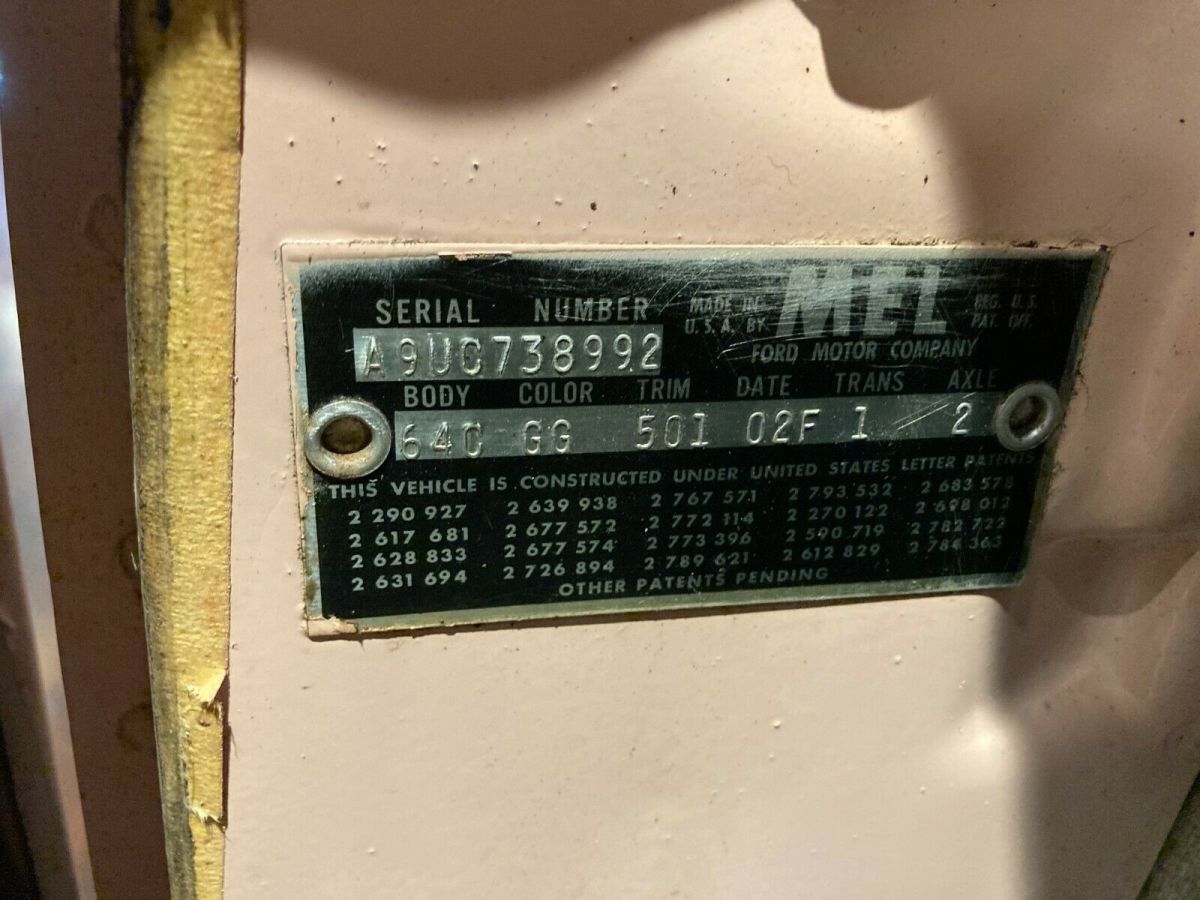 SERIAL NUMBER MADE IN U.S.A. BY MEL REG. U.S. PAT. OFF.
A9UG738992 FORD MOTOR COMPANY
BODY COLOR TRIM DATE TRANS AXLE
64C GG 501 02F 1 2
THIS VEHICLE IS CONSTRUCTED UNDER UNITED STATES LETTER PATENTS
2 290 927 2 639 938 2 767 571 2 793 532 2 683 578
2 617 681 2 677 572 2 772 114 2 270 122 2 698 012
2 628 833 2 677 574 2 773 396 2 590 719 2 782 722
2 631 694 2 726 894 2 789 621 2 612 829 2 784 363
OTHER PATENTS PENDING